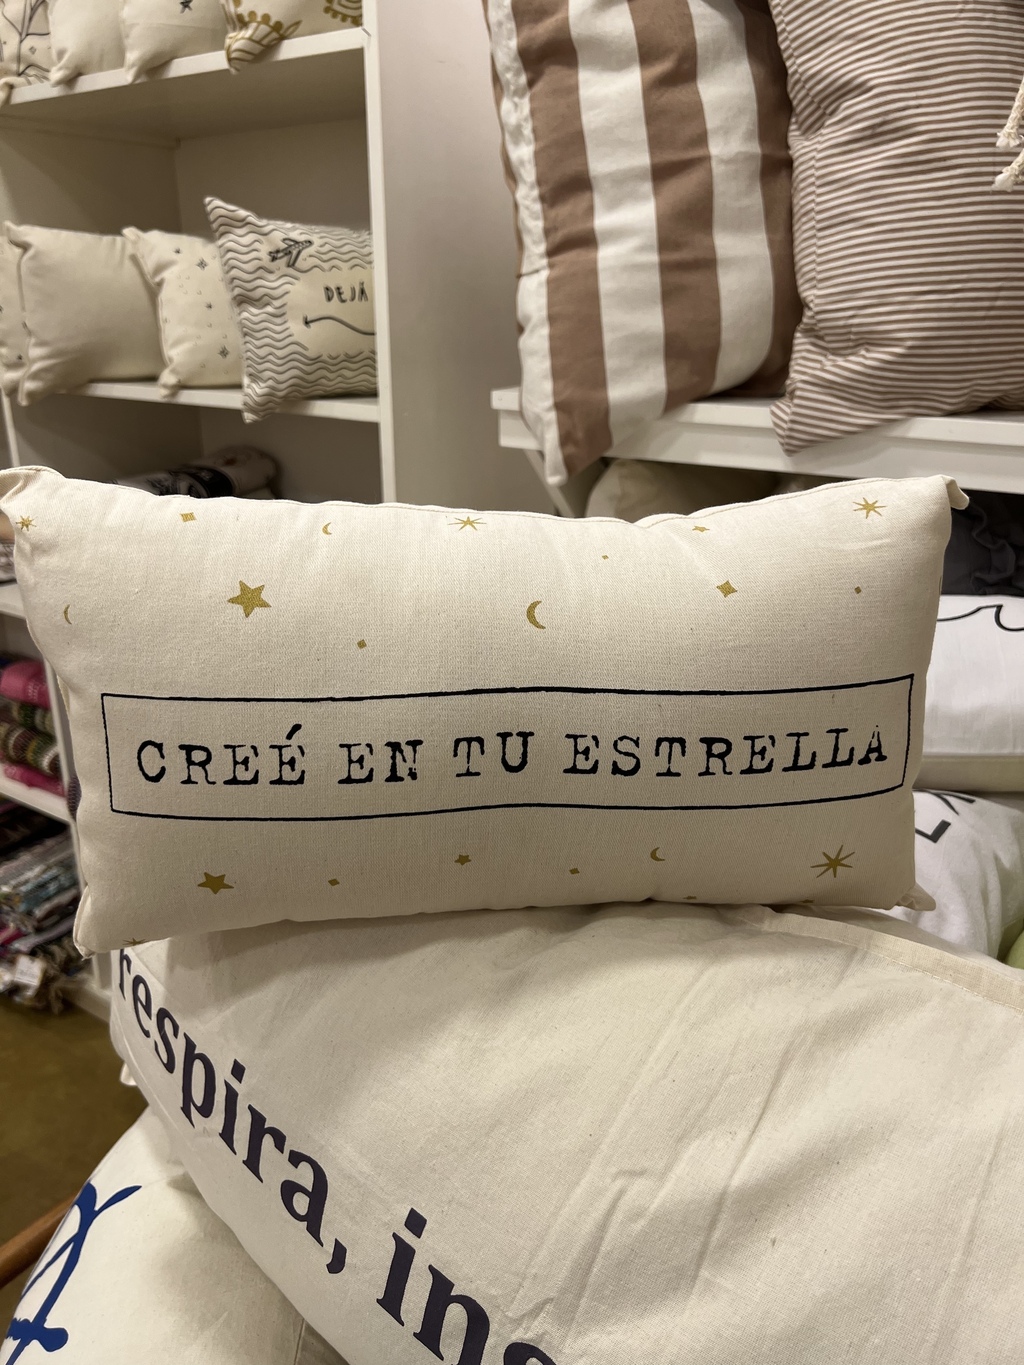 DEJÁ
CREÉ EN TU ESTRELLA
respira,